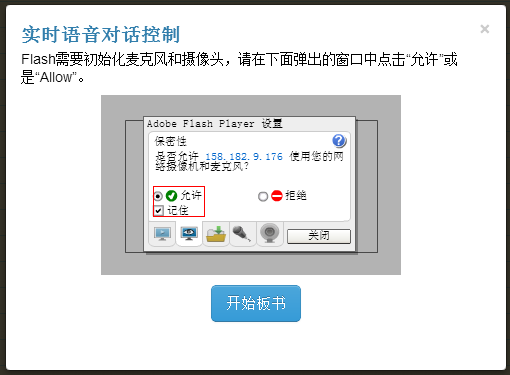 实时语音对话控制
×
Flash需要初始化麦克风和摄像头，请在下面弹出的窗口中点击“允许”或
是“Allow”。
Adobe Flash Player 设置
保密性
?
是否允许 158.182.9.176 使用您的网
络摄像机和麦克风?
允许
拒绝
记住
关闭
开始板书